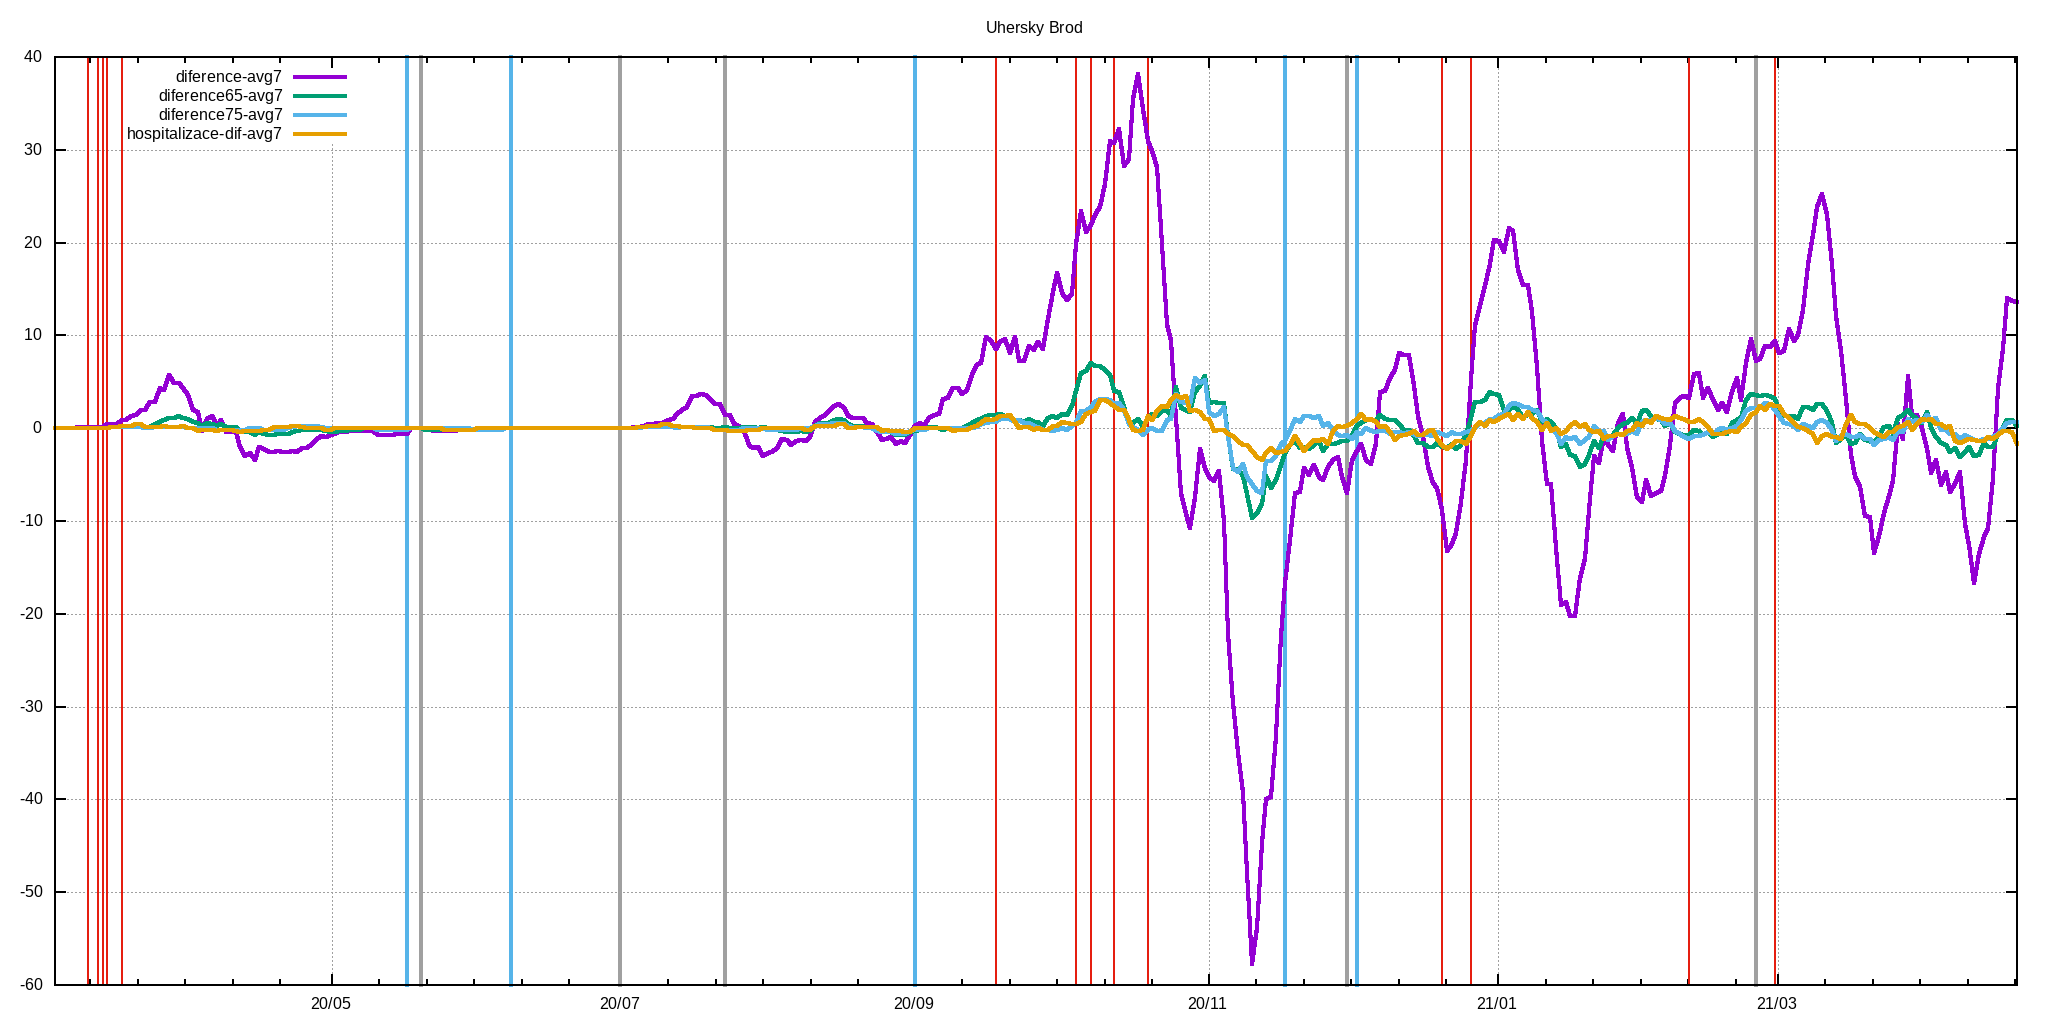 Uhersky Brod
diference-avg7
diference65-avg7
diference75-avg7
hospitalizace-dif-avg7
40
30
20
10
0
-10
-20
-30
-40
-50
-60
20/05 20/07 20/09 20/11 21/01 21/03